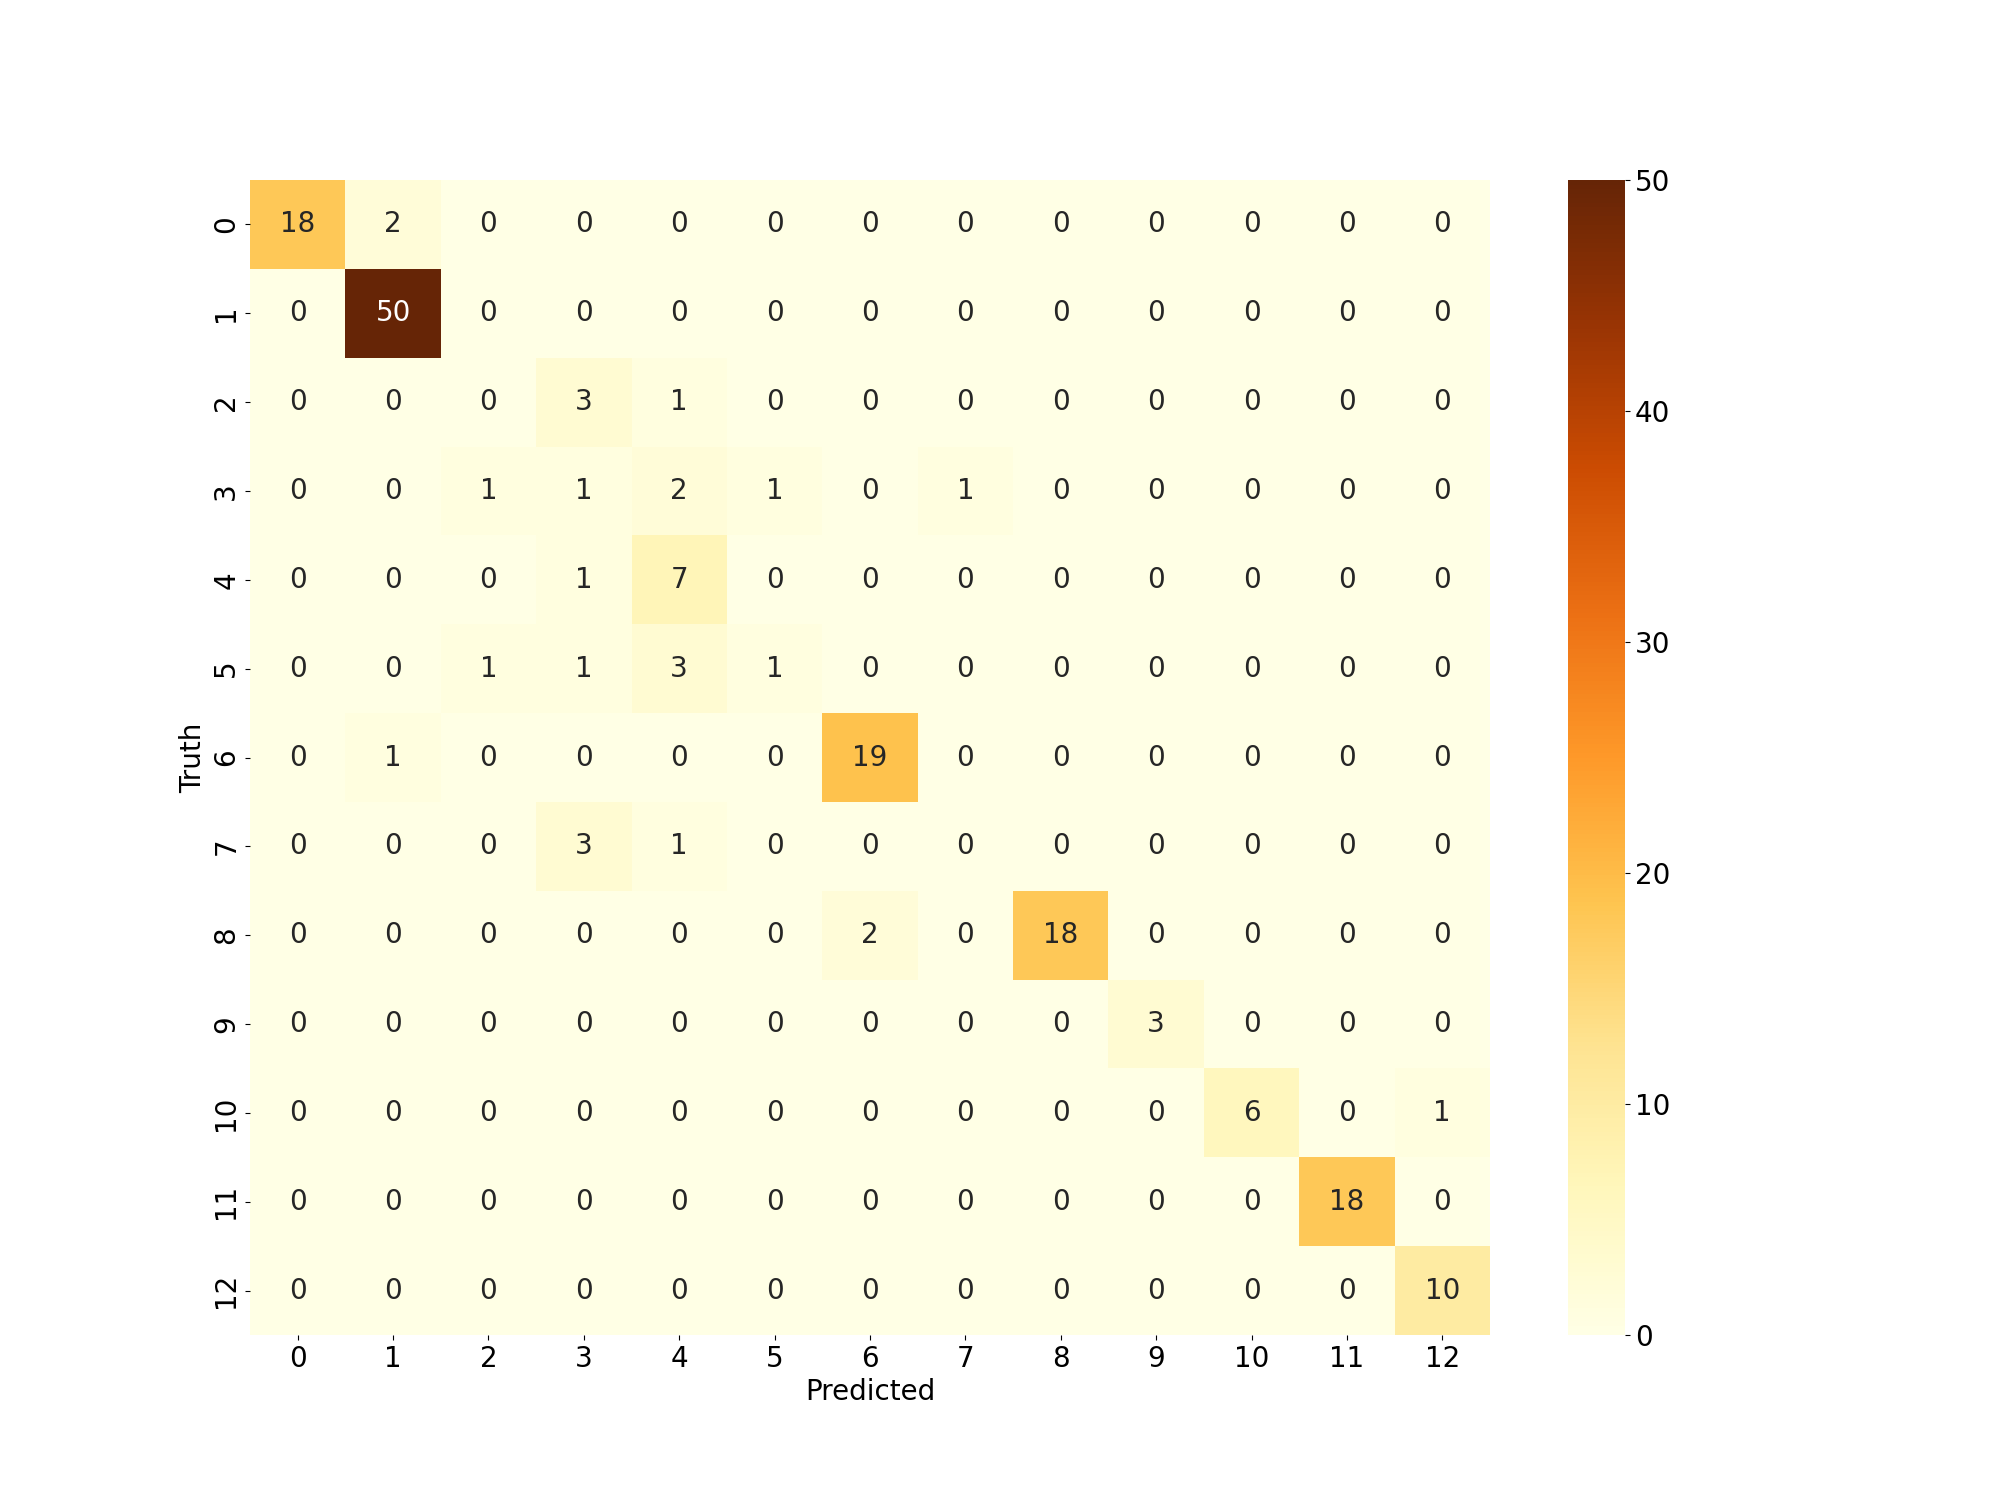 0 18 2 0 0 0 0 0 0 0 0 0 0 0
1 0 50 0 0 0 0 0 0 0 0 0 0 0
2 0 0 0 3 1 0 0 0 0 0 0 0 0
3 0 0 1 1 2 1 0 1 0 0 0 0 0
4 0 0 0 1 7 0 0 0 0 0 0 0 0
5 0 0 1 1 3 1 0 0 0 0 0 0 0
6 0 1 0 0 0 0 19 0 0 0 0 0 0
7 0 0 0 3 1 0 0 0 0 0 0 0 0
8 0 0 0 0 0 0 2 0 18 0 0 0 0
9 0 0 0 0 0 0 0 0 0 3 0 0 0
10 0 0 0 0 0 0 0 0 0 0 6 0 1
11 0 0 0 0 0 0 0 0 0 0 0 18 0
12 0 0 0 0 0 0 0 0 0 0 0 0 10
0 1 2 3 4 5 6 7 8 9 10 11 12
Predicted
Truth
50
40
30
20
10
0